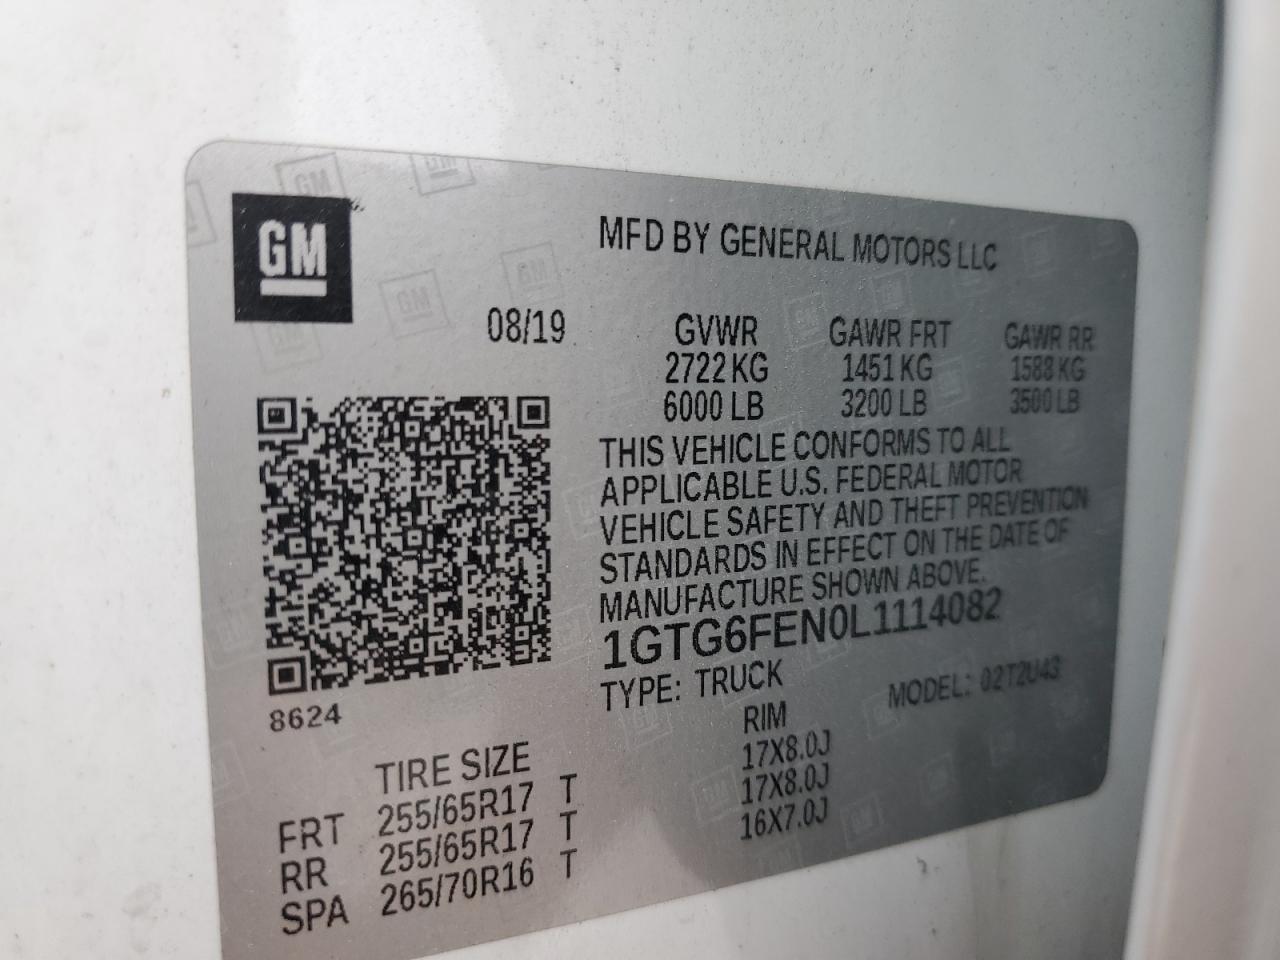 GM
MFD BY GENERAL MOTORS LLC
08/19 GVWR GAWR FRT GAWR RR
2722 KG 1451 KG 1588 KG
6000 LB 3200 LB 3500 LB
THIS VEHICLE CONFORMS TO ALL
APPLICABLE U.S. FEDERAL MOTOR
VEHICLE SAFETY AND THEFT PREVENTION
STANDARDS IN EFFECT ON THE DATE OF
MANUFACTURE SHOWN ABOVE.
1GTG6FEN0L1114082
TYPE: TRUCK MODEL: 02T2U43
8624
TIRE SIZE RIM
FRT 255/65R17 T 17X8.0J
RR 255/65R17 T 17X8.0J
SPA 265/70R16 T 16X7.0J